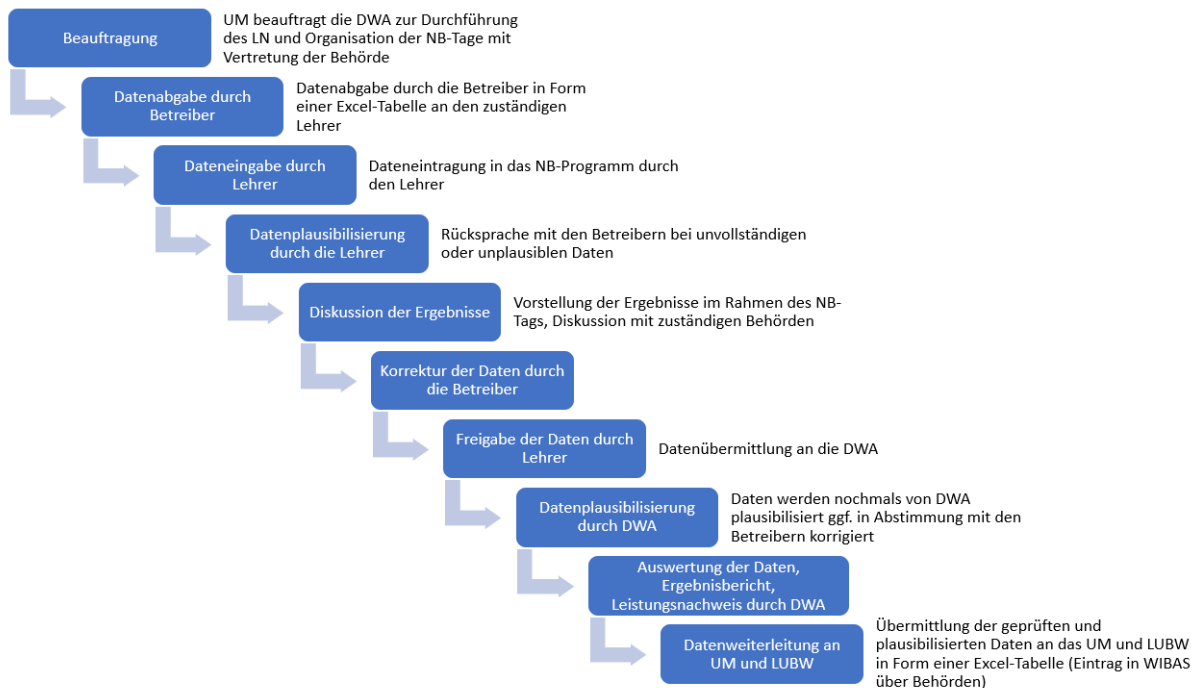 Beauftragung
UM beauftragt die DWA zur Durchführung
des LN und Organisation der NB-Tage mit
Vertretung der Behörde
Datenabgabe durch
Betreiber
Datenabgabe durch die Betreiber in Form
einer Excel-Tabelle an den zuständigen
Lehrer
Dateneingabe durch
Lehrer
Dateneintragung in das NB-Programm durch
den Lehrer
Datenplausibilisierung
durch die Lehrer
Rücksprache mit den Betreibern bei unvollständigen
oder unplausiblen Daten
Diskussion der Ergebnisse
Vorstellung der Ergebnisse im Rahmen des NB-
Tags, Diskussion mit zuständigen Behörden
Korrektur der Daten durch
die Betreiber
Freigabe der Daten durch
Lehrer
Datenübermittlung an die DWA
Datenplausibilisierung
durch DWA
Daten werden nochmals von DWA
plausibilisiert ggf. in Abstimmung mit den
Betreibern korrigiert
Auswertung der Daten,
Ergebnisbericht,
Leistungsnachweis durch DWA
Datenweiterleitung an
UM und LUBW
Übermittlung der geprüften und
plausibilisierten Daten an das UM und LUBW
in Form einer Excel-Tabelle (Eintrag in WIBAS
über Behörden)